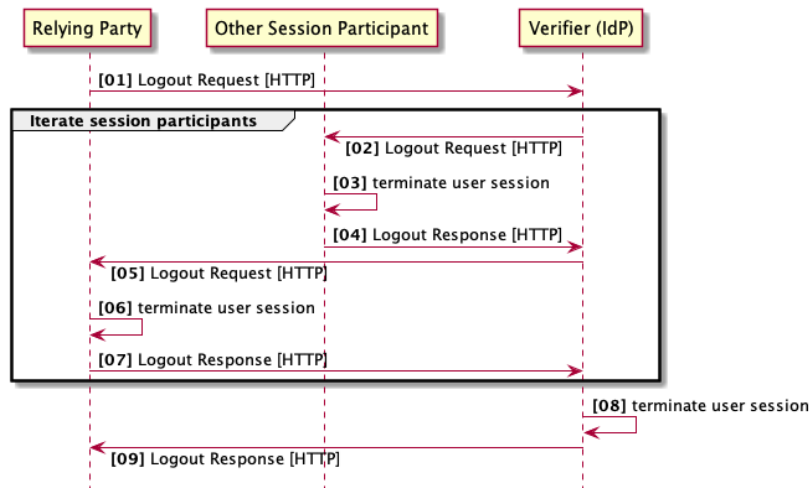 Relying Party
Other Session Participant
Verifier (IdP)
[01] Logout Request [HTTP]
Iterate session participants
[02] Logout Request [HTTP]
[03] terminate user session
[04] Logout Response [HTTP]
[05] Logout Request [HTTP]
[06] terminate user session
[07] Logout Response [HTTP]
[08] terminate user session
[09] Logout Response [HTTP]